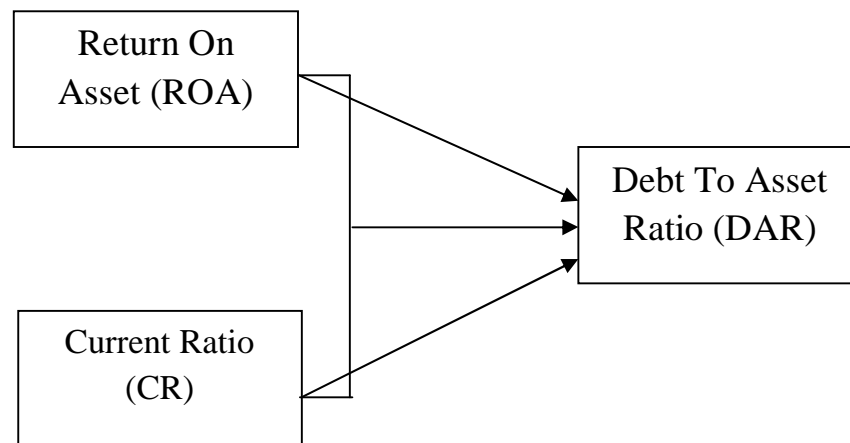 Return On
Asset (ROA)
Debt To Asset
Ratio (DAR)
Current Ratio
(CR)